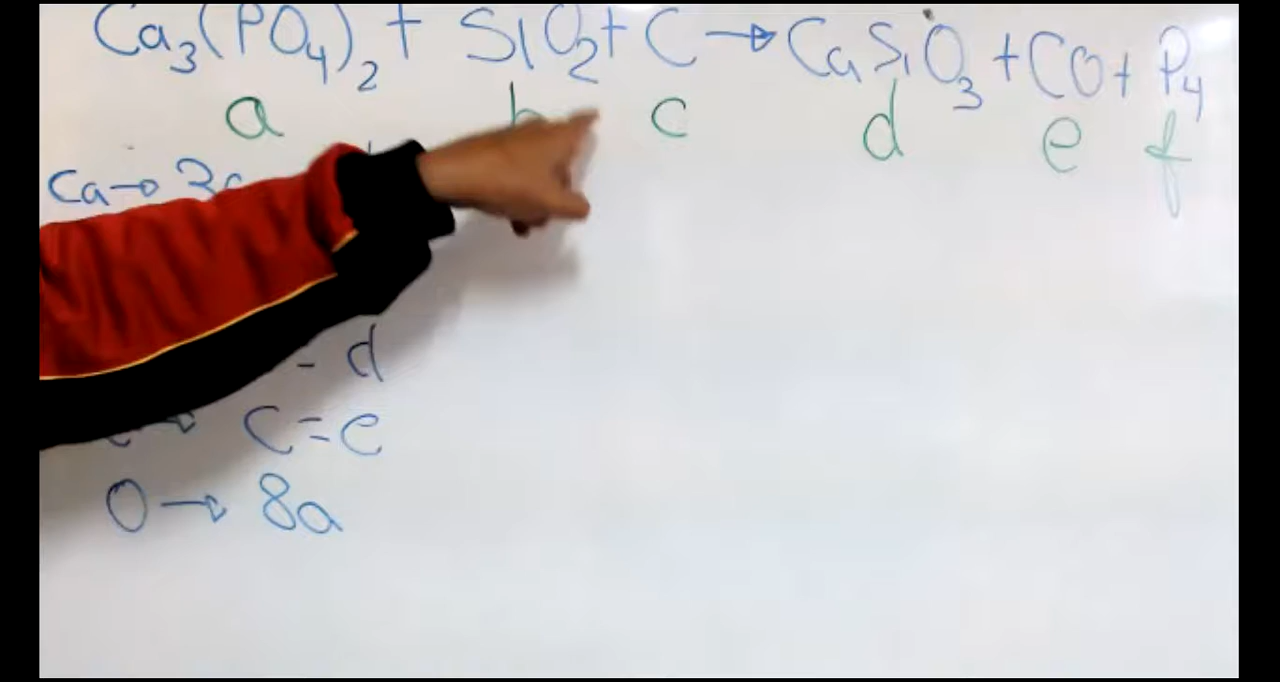 Ca₃(PO₄)₂ + SiO₂ + C → CaSiO₃ + CO + P₄
a b c d e f
Ca → 3a
- d
C → C = e
O → 8a